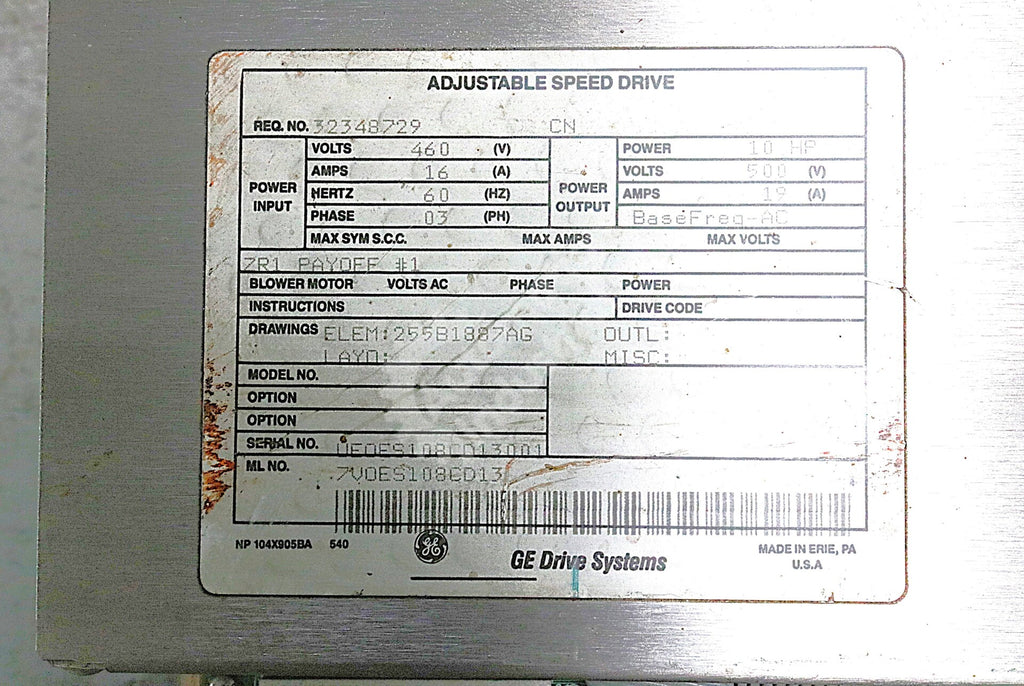 ADJUSTABLE SPEED DRIVE
REQ. NO. 32348729 CN
POWER INPUT
VOLTS 460 (V)
AMPS 16 (A)
HERTZ 60 (HZ)
PHASE 03 (PH)
POWER OUTPUT
POWER 10 HP
VOLTS 500 (V)
AMPS 19 (A)
BaseFreq-AC
MAX SYM S.C.C. MAX AMPS MAX VOLTS
ZR1 PAYOFF #1
BLOWER MOTOR VOLTS AC PHASE POWER
INSTRUCTIONS DRIVE CODE
DRAWINGS ELEM:255B1887AG OUTL:
LAYO: MISC:
MODEL NO.
OPTION
OPTION
SERIAL NO.
ML NO. 7VOES108CD13
NP 104X905BA 540
GE
GE Drive Systems
MADE IN ERIE, PA
U.S.A